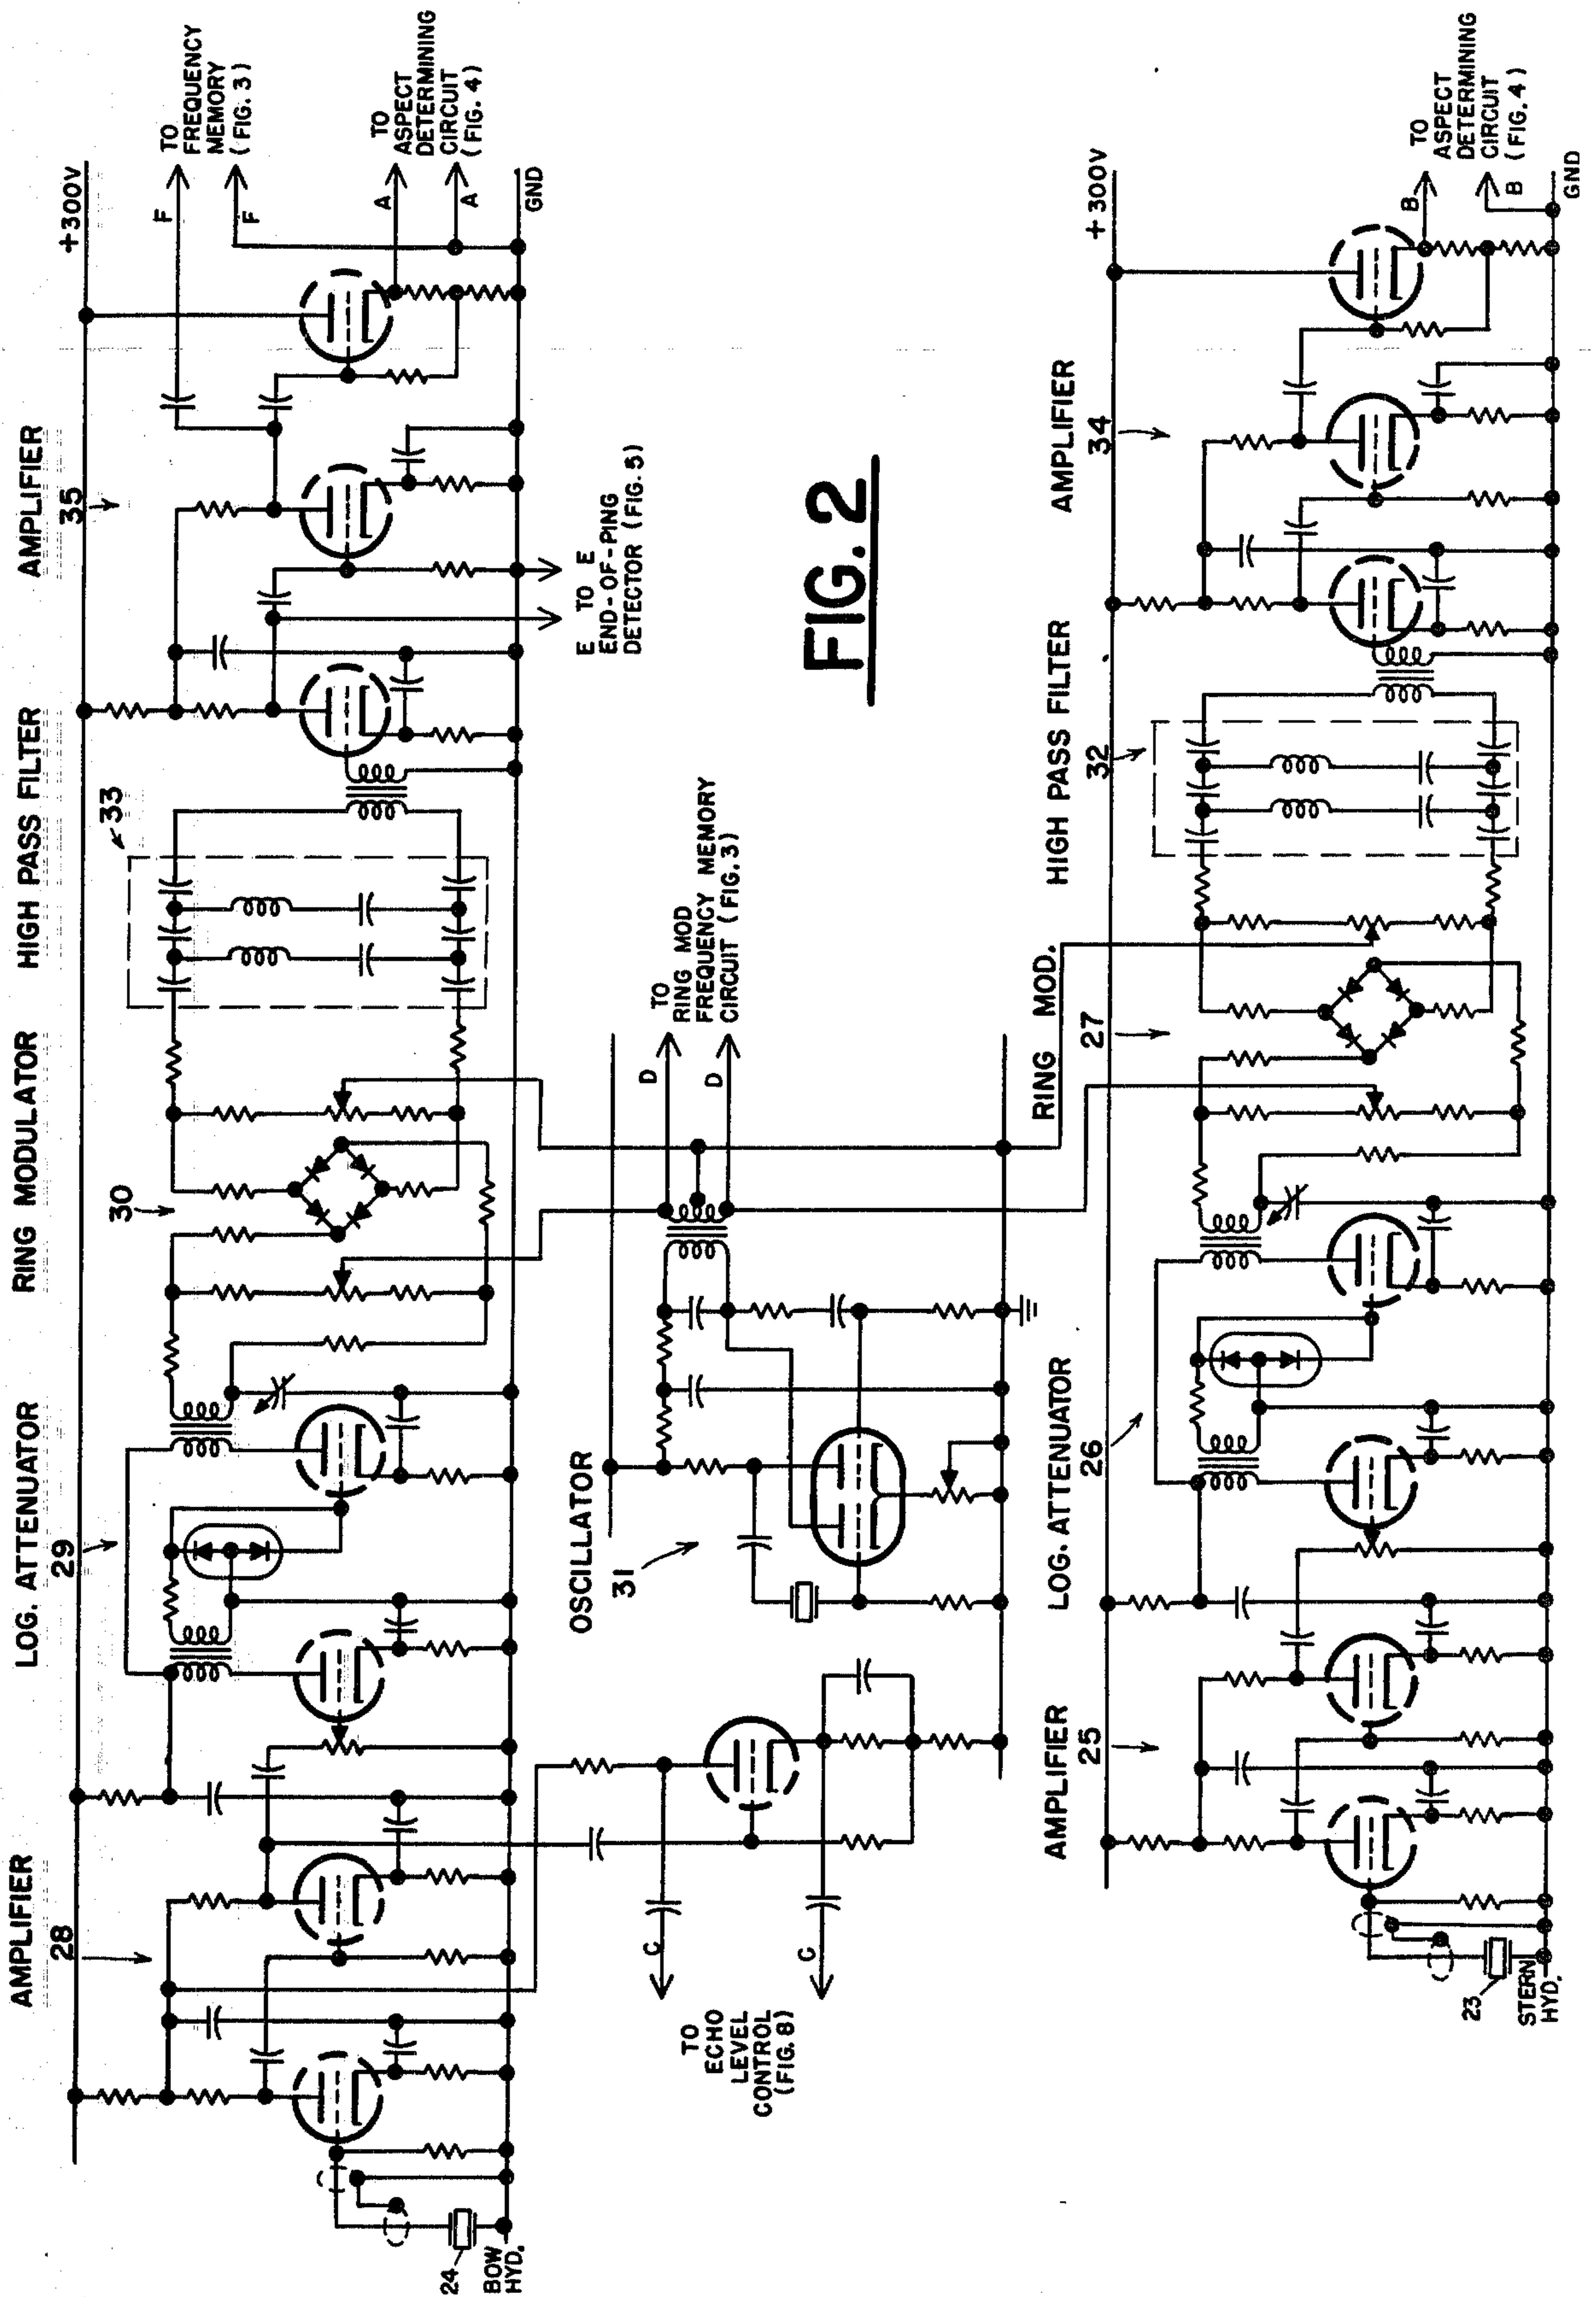 AMPLIFIER
28
LOG. ATTENUATOR
29
RING MODULATOR
30
HIGH PASS FILTER
33
AMPLIFIER
35
+300V
TO
FREQUENCY
MEMORY
(FIG. 3)
F
F
TO
ASPECT
DETERMINING
CIRCUIT
(FIG. 4)
A
A
GND
24
BOW
HYD.
E TO E
END-OF-PING
DETECTOR (FIG. 5)
TO
ECHO
LEVEL
CONTROL
(FIG. 8)
C
C
OSCILLATOR
31
D
D
TO
RING MOD
FREQUENCY MEMORY
CIRCUIT (FIG. 3)
FIG. 2
AMPLIFIER
25
LOG. ATTENUATOR
26
RING MOD.
27
HIGH PASS FILTER
32
AMPLIFIER
34
+300V
TO
ASPECT
DETERMINING
CIRCUIT
(FIG. 4)
B
B
GND
23
STERN
HYD.